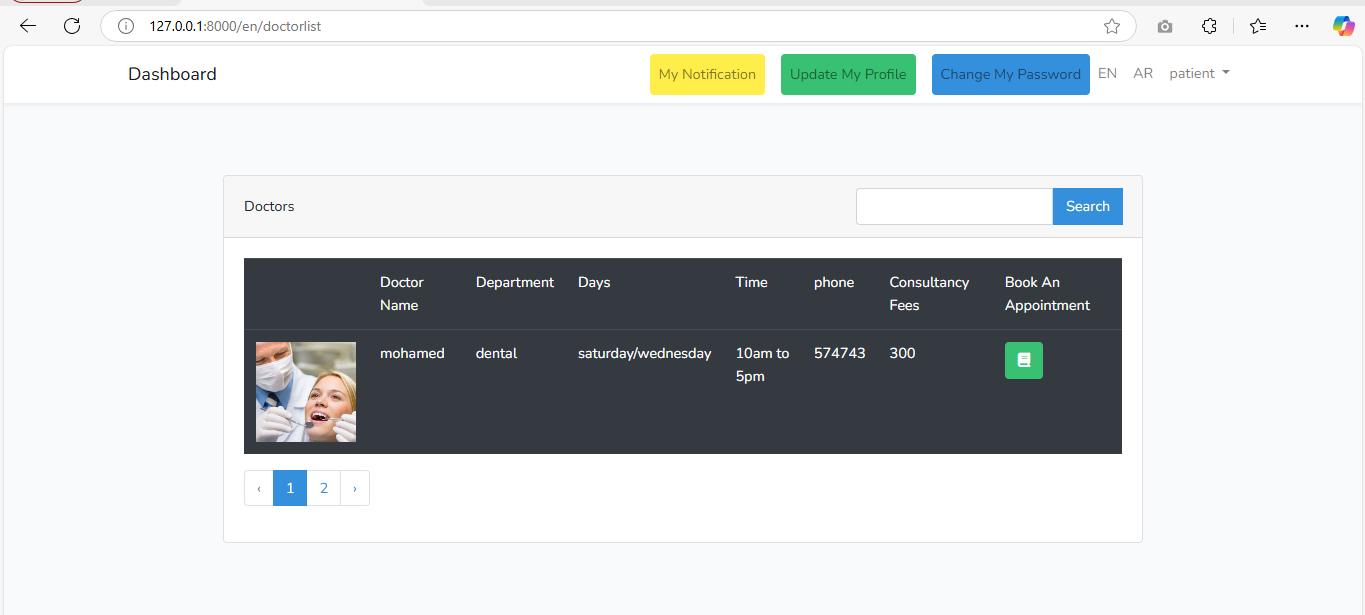 127.0.0.1:8000/en/doctorlist
Dashboard My Notification Update My Profile Change My Password EN AR patient
Doctors Search
Doctor Name Department Days Time phone Consultancy Fees Book An Appointment
mohamed dental saturday/wednesday 10am to 5pm 574743 300
‹ 1 2 ›